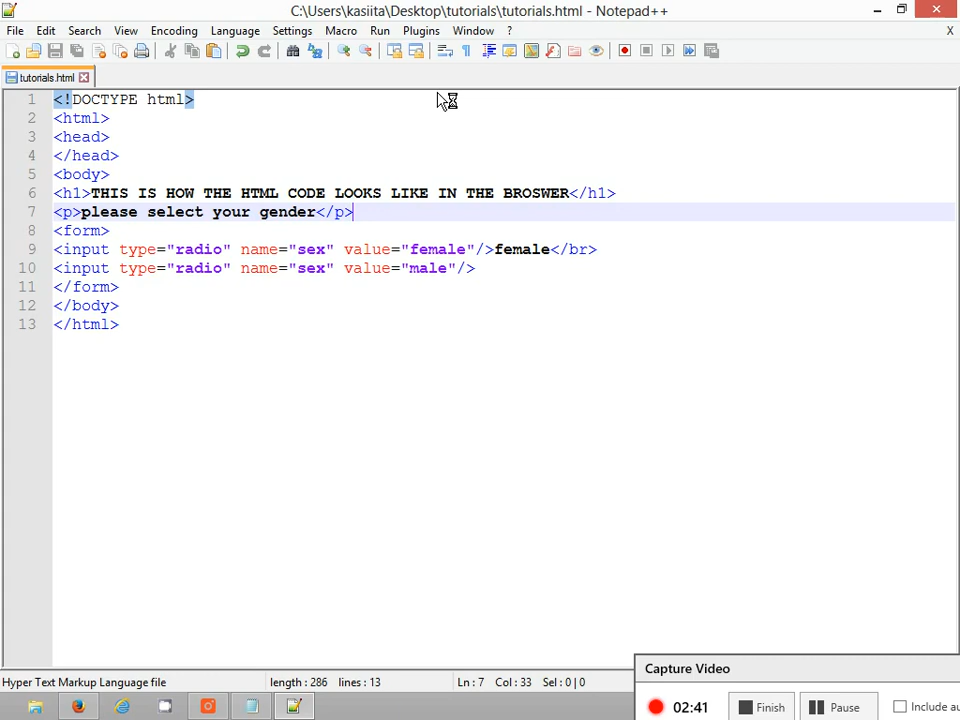 C:\Users\kasiita\Desktop\tutorials\tutorials.html - Notepad++
File Edit Search View Encoding Language Settings Macro Run Plugins Window ? X
tutorials.html
1 <!DOCTYPE html>
2 <html>
3 <head>
4 </head>
5 <body>
6 <h1>THIS IS HOW THE HTML CODE LOOKS LIKE IN THE BROSWER</h1>
7 <p>please select your gender</p>
8 <form>
9 <input type="radio" name="sex" value="female"/>female</br>
10 <input type="radio" name="sex" value="male"/>
11 </form>
12 </body>
13 </html>
Capture Video
Hyper Text Markup Language file length : 286 lines : 13 Ln : 7 Col : 33 Sel : 0 | 0
02:41 Finish Pause Include au